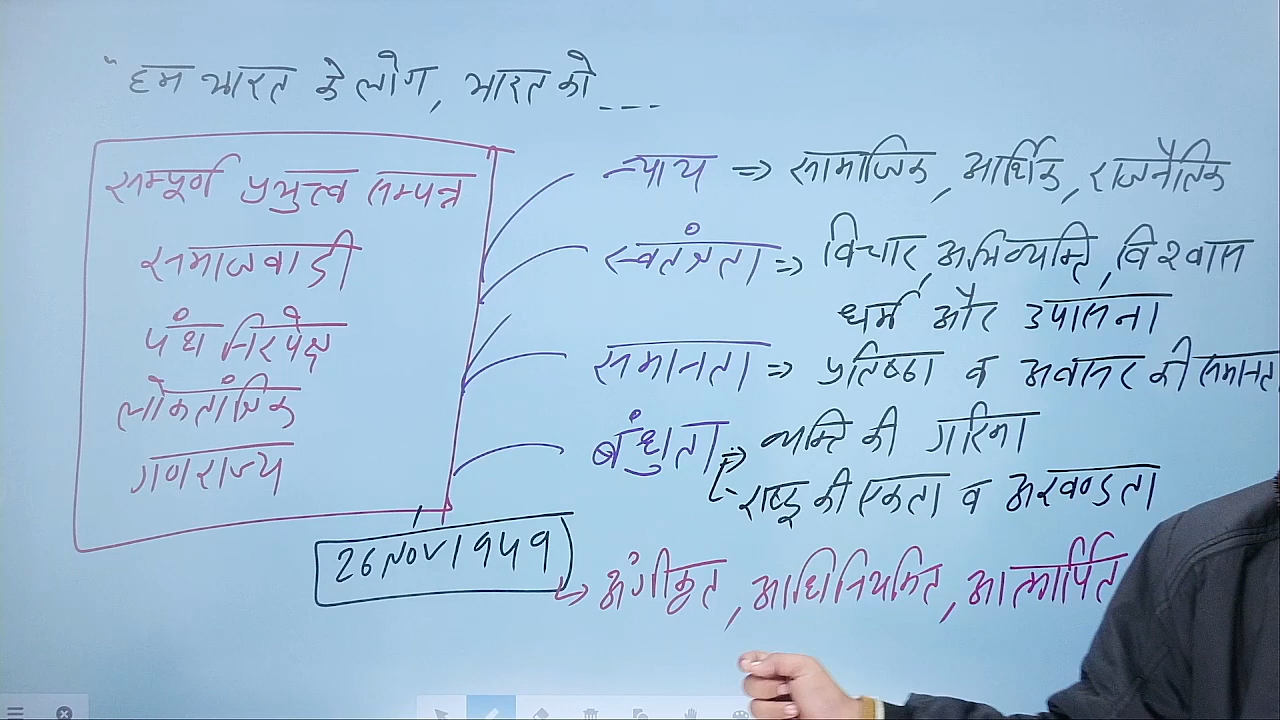 "हम भारत के लोग, भारत को ---
सम्पूर्ण प्रभुत्व सम्पन्न
समाजवादी
पंथ निरपेक्ष
लोकतांत्रिक
गणराज्य
न्याय => सामाजिक, आर्थिक, राजनैतिक
स्वतंत्रता => विचार, अभिव्यक्ति, विश्वास
धर्म और उपासना
समानता => प्रतिष्ठा व अवसर की समानता
बंधुता => व्यक्ति की गरिमा
राष्ट्र की एकता व अखण्डता
26 Nov 1949
अंगीकृत, अधिनियमित, आत्मार्पित